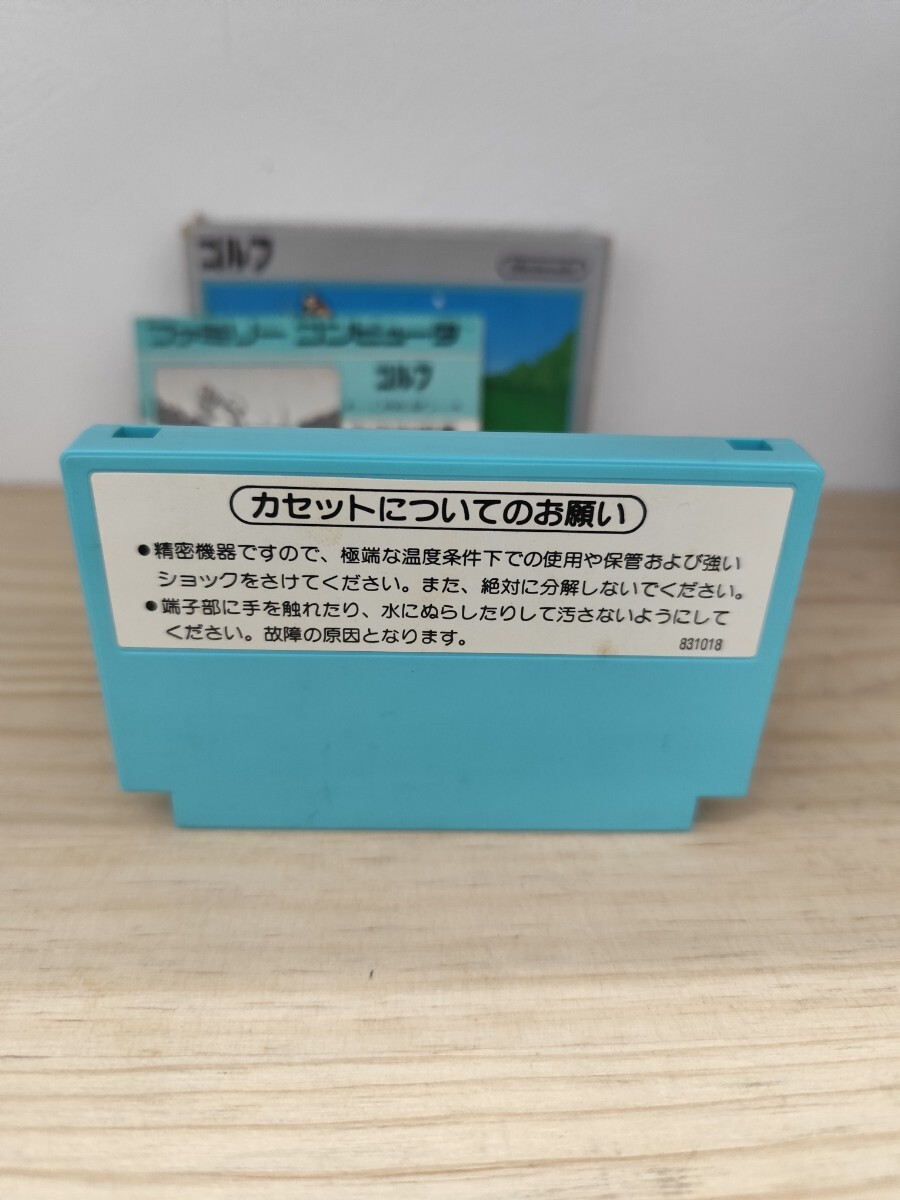 ゴルフ
Nintendo
ファミリー コンピュータ
ゴルフ
カセットについてのお願い
●精密機器ですので、極端な温度条件下での使用や保管および強い
ショックをさけてください。また、絶対に分解しないでください。
●端子部に手を触れたり、水にぬらしたりして汚さないようにして
ください。故障の原因となります。
831018